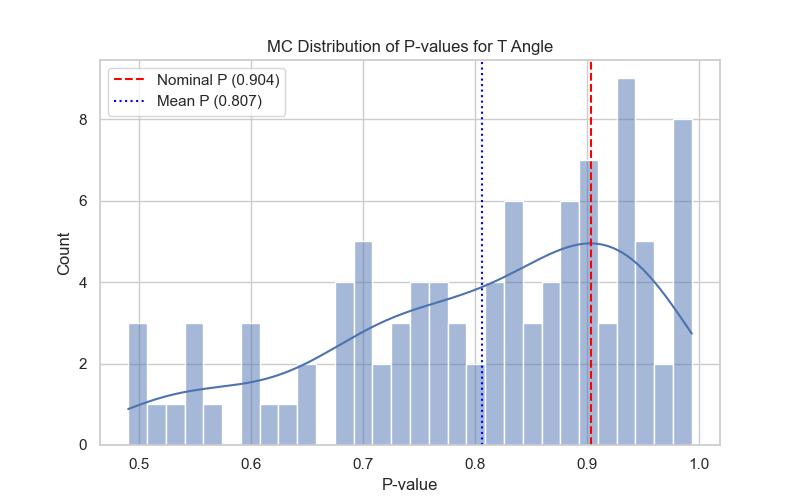 MC Distribution of P-values for T Angle
Nominal P (0.904)
Mean P (0.807)
8
6
4
2
0
Count
0.5 0.6 0.7 0.8 0.9 1.0
P-value